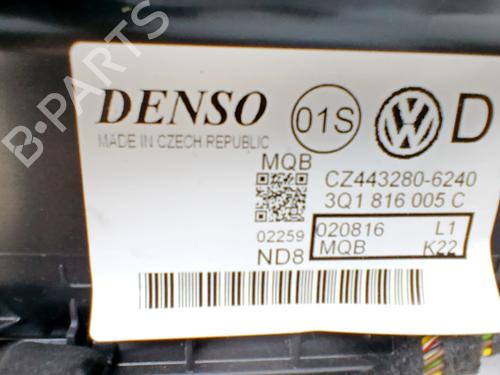 B-PARTS
DENSO
01S
D
MADE IN CZECH REPUBLIC
MQB
CZ443280-6240
3Q1 816 005 C
020816 L1
MQB K22
02259
ND8